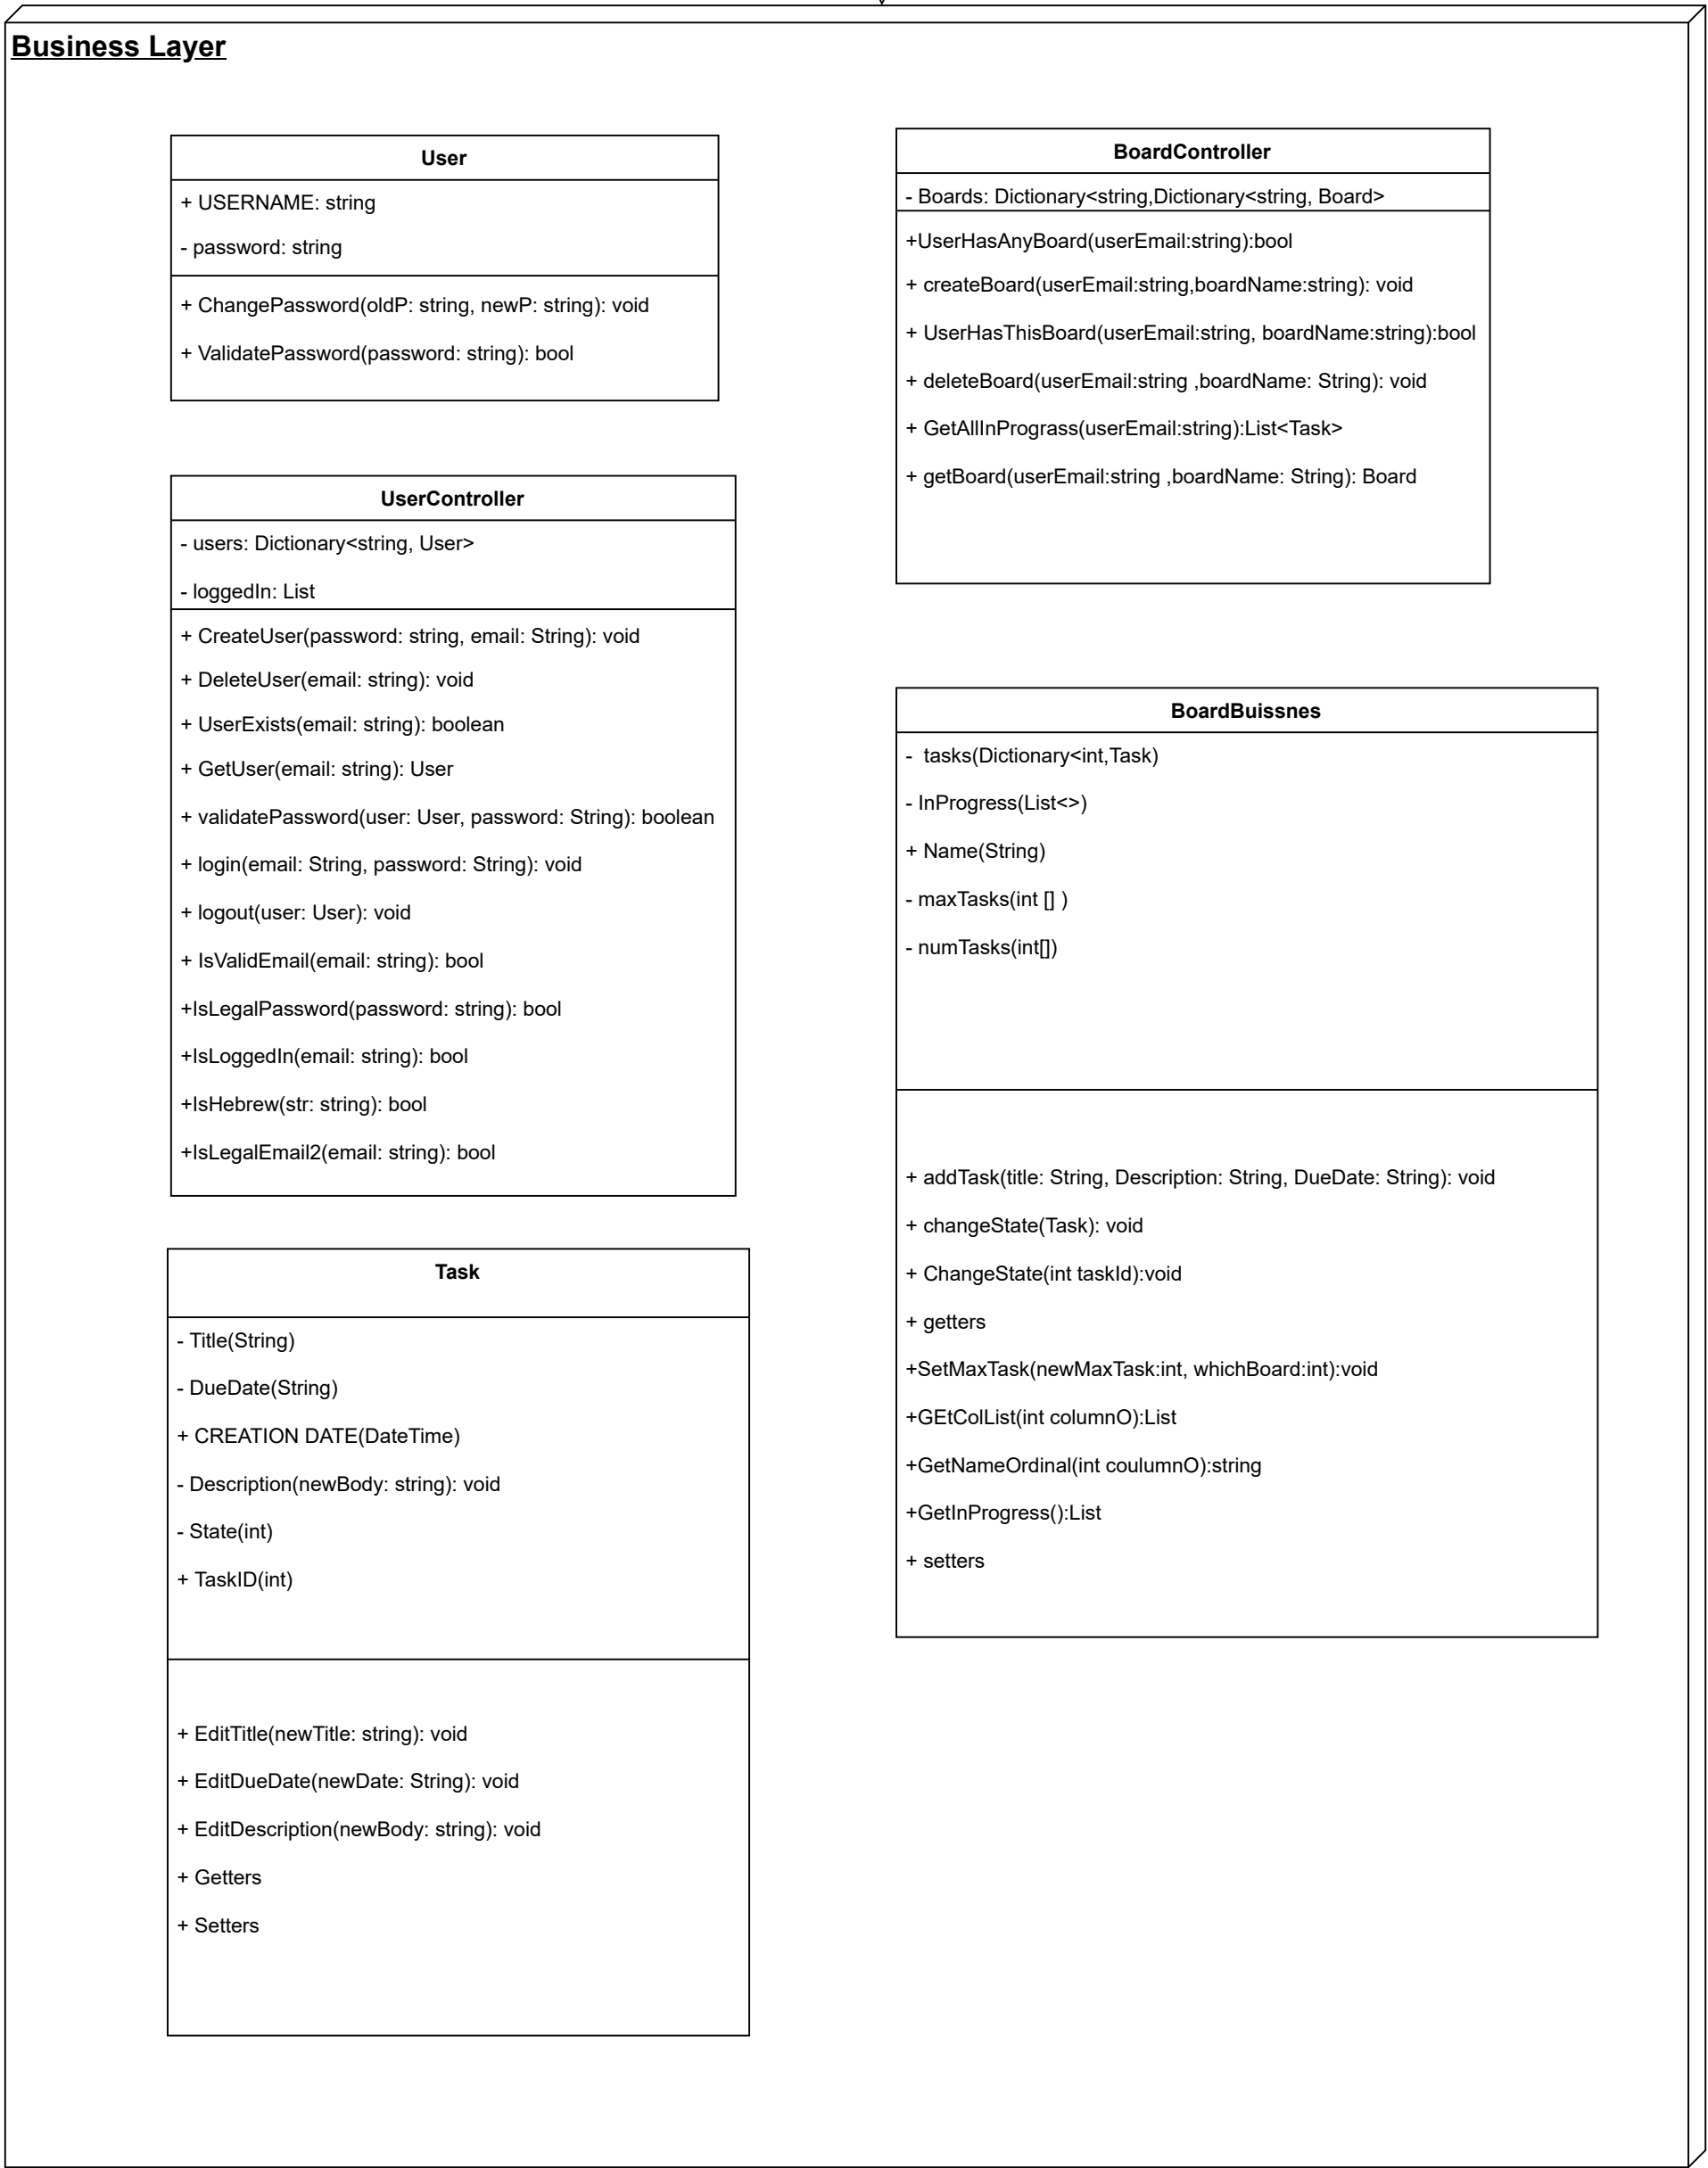 Business Layer
User
+ USERNAME: string
- password: string
+ ChangePassword(oldP: string, newP: string): void
+ ValidatePassword(password: string): bool
UserController
- users: Dictionary<string, User>
- loggedIn: List
+ CreateUser(password: string, email: String): void
+ DeleteUser(email: string): void
+ UserExists(email: string): boolean
+ GetUser(email: string): User
+ validatePassword(user: User, password: String): boolean
+ login(email: String, password: String): void
+ logout(user: User): void
+ IsValidEmail(email: string): bool
+IsLegalPassword(password: string): bool
+IsLoggedIn(email: string): bool
+IsHebrew(str: string): bool
+IsLegalEmail2(email: string): bool
Task
- Title(String)
- DueDate(String)
+ CREATION DATE(DateTime)
- Description(newBody: string): void
- State(int)
+ TaskID(int)
+ EditTitle(newTitle: string): void
+ EditDueDate(newDate: String): void
+ EditDescription(newBody: string): void
+ Getters
+ Setters
BoardController
- Boards: Dictionary<string,Dictionary<string, Board>
+UserHasAnyBoard(userEmail:string):bool
+ createBoard(userEmail:string,boardName:string): void
+ UserHasThisBoard(userEmail:string, boardName:string):bool
+ deleteBoard(userEmail:string ,boardName: String): void
+ GetAllInPrograss(userEmail:string):List<Task>
+ getBoard(userEmail:string ,boardName: String): Board
BoardBuissnes
- tasks(Dictionary<int,Task)
- InProgress(List<>)
+ Name(String)
- maxTasks(int [] )
- numTasks(int[])
+ addTask(title: String, Description: String, DueDate: String): void
+ changeState(Task): void
+ ChangeState(int taskId):void
+ getters
+SetMaxTask(newMaxTask:int, whichBoard:int):void
+GEtColList(int columnO):List
+GetNameOrdinal(int coulumnO):string
+GetInProgress():List
+ setters